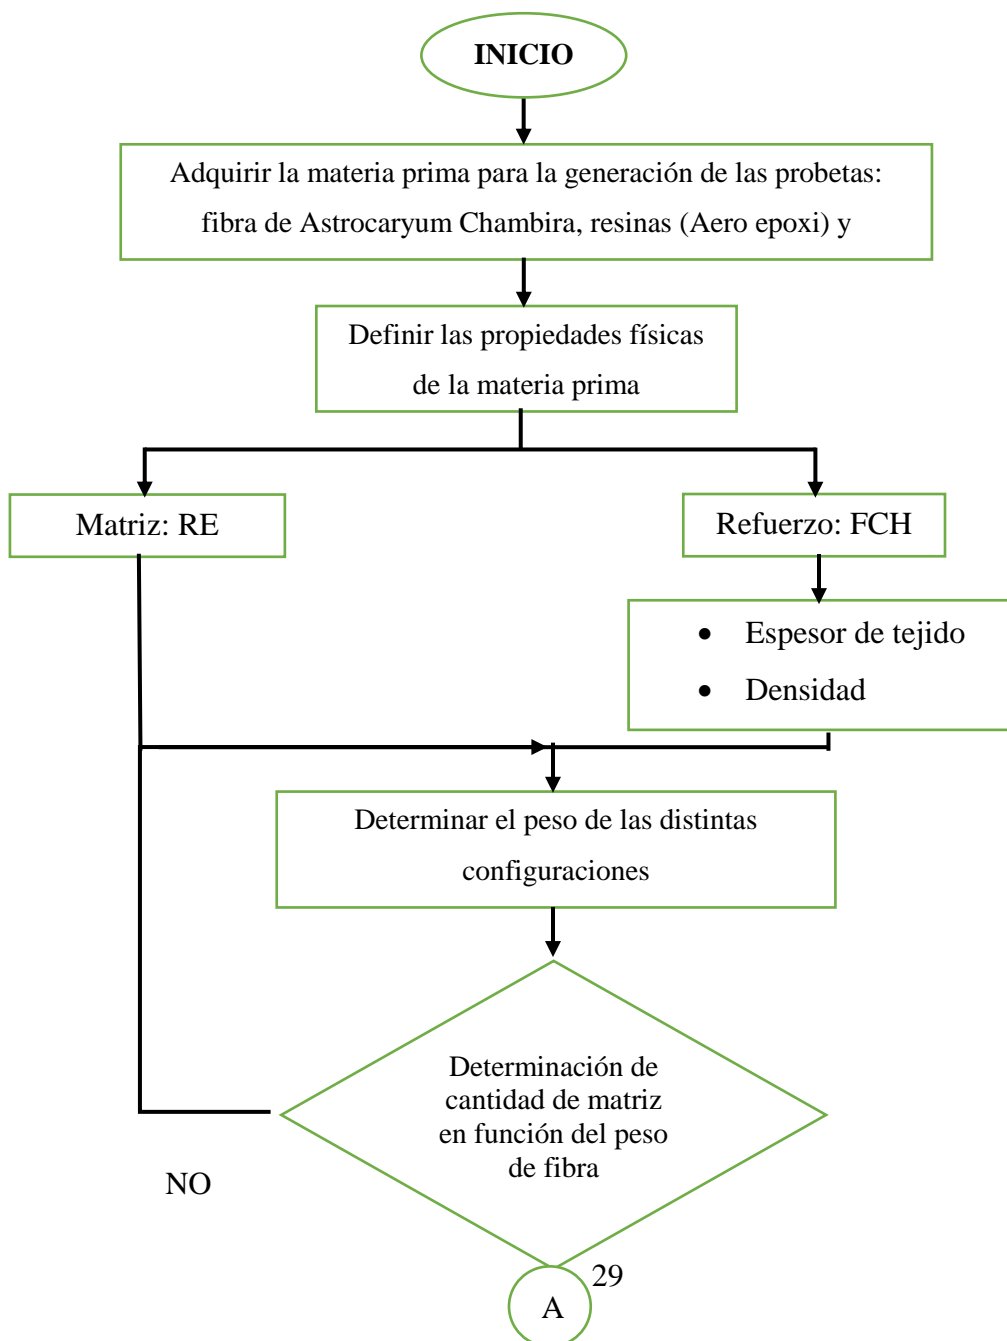 INICIO
Adquirir la materia prima para la generación de las probetas:
fibra de Astrocaryum Chambira, resinas (Aero epoxi) y
Definir las propiedades físicas
de la materia prima
Matriz: RE
Refuerzo: FCH
• Espesor de tejido
• Densidad
Determinar el peso de las distintas
configuraciones
Determinación de
cantidad de matriz
en función del peso
de fibra
NO
29
A